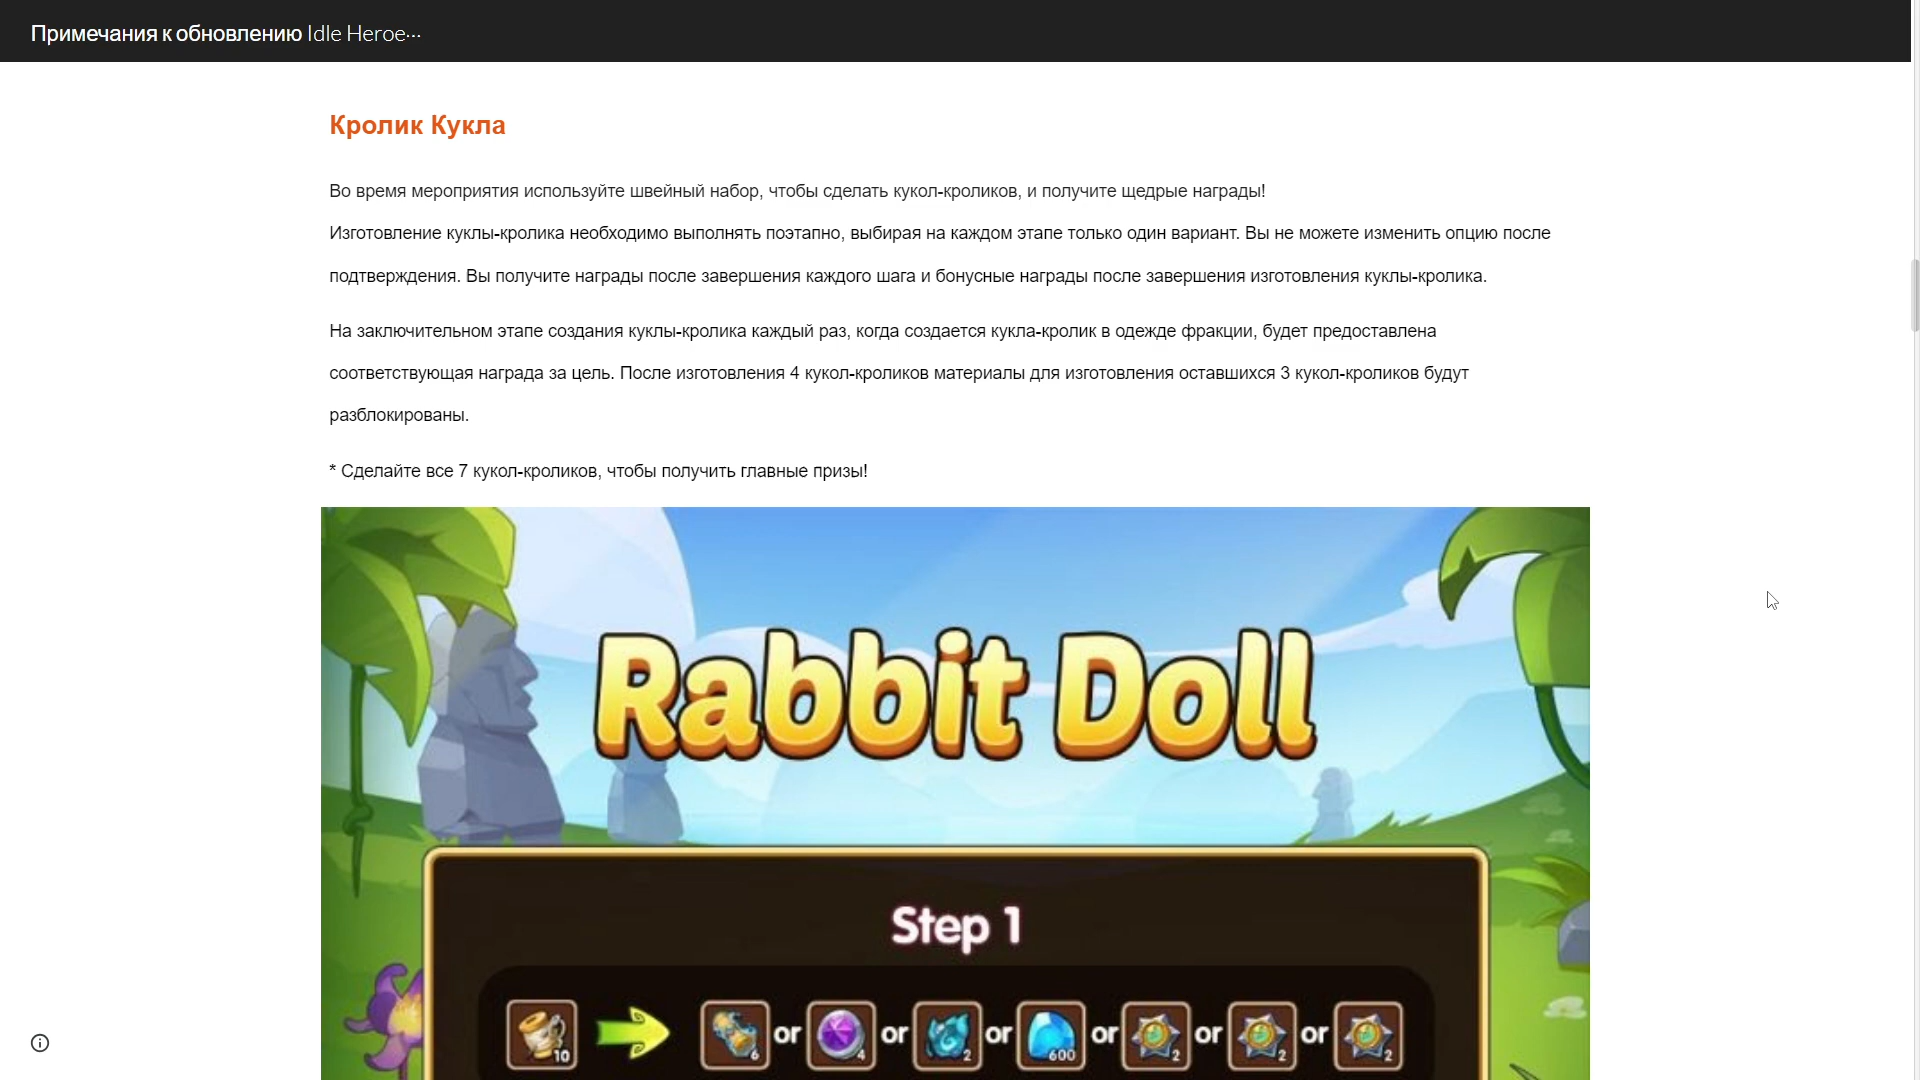 Примечания к обновлению Idle Heroe...
Кролик Кукла
Во время мероприятия используйте швейный набор, чтобы сделать кукол-кроликов, и получите щедрые награды!
Изготовление куклы-кролика необходимо выполнять поэтапно, выбирая на каждом этапе только один вариант. Вы не можете изменить опцию после
подтверждения. Вы получите награды после завершения каждого шага и бонусные награды после завершения изготовления куклы-кролика.
На заключительном этапе создания куклы-кролика каждый раз, когда создается кукла-кролик в одежде фракции, будет предоставлена
соответствующая награда за цель. После изготовления 4 кукол-кроликов материалы для изготовления оставшихся 3 кукол-кроликов будут
разблокированы.
* Сделайте все 7 кукол-кроликов, чтобы получить главные призы!
Rabbit Doll
Step 1
10 6 or 4 or 2 or 600 or 2 or 2 or 2